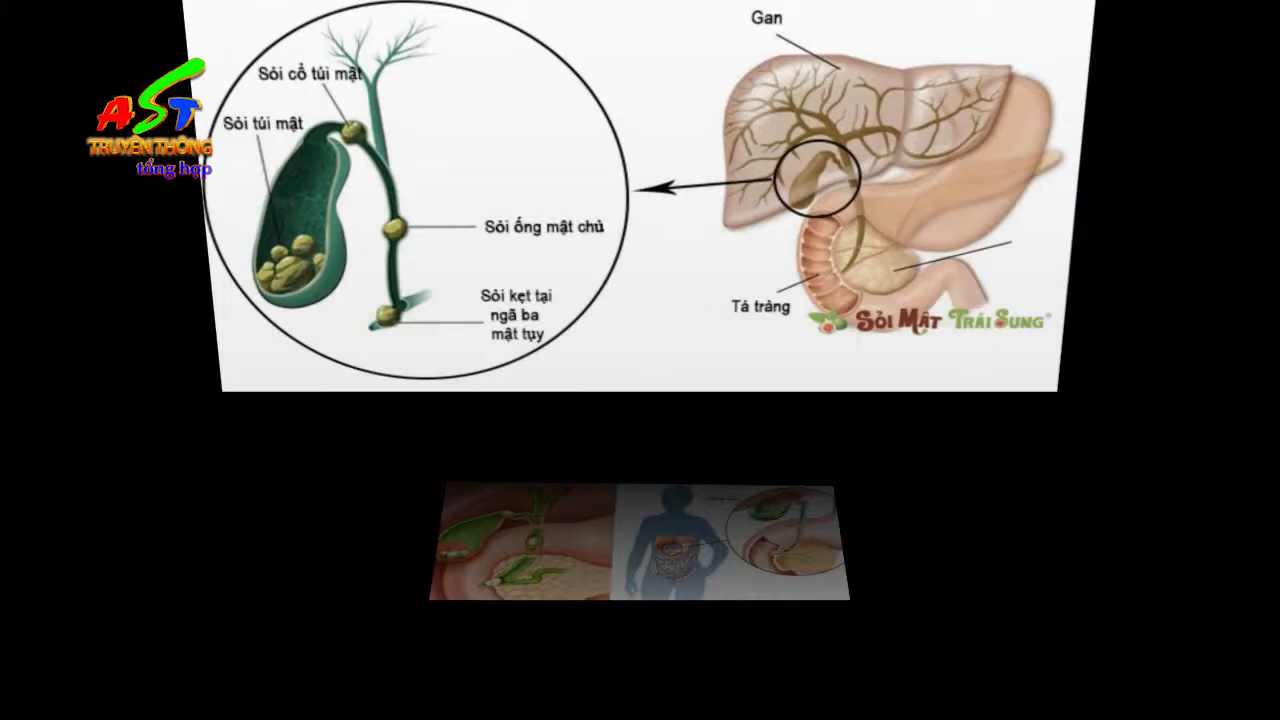 Gan
Sỏi cổ túi mật
AST
Sỏi túi mật
TRUYỀN THÔNG
tổng hợp
Sỏi ống mật chủ
Sỏi kẹt tại
ngã ba
mật tụy
Tá tràng
SỎI MẬT TRÁI SUNG